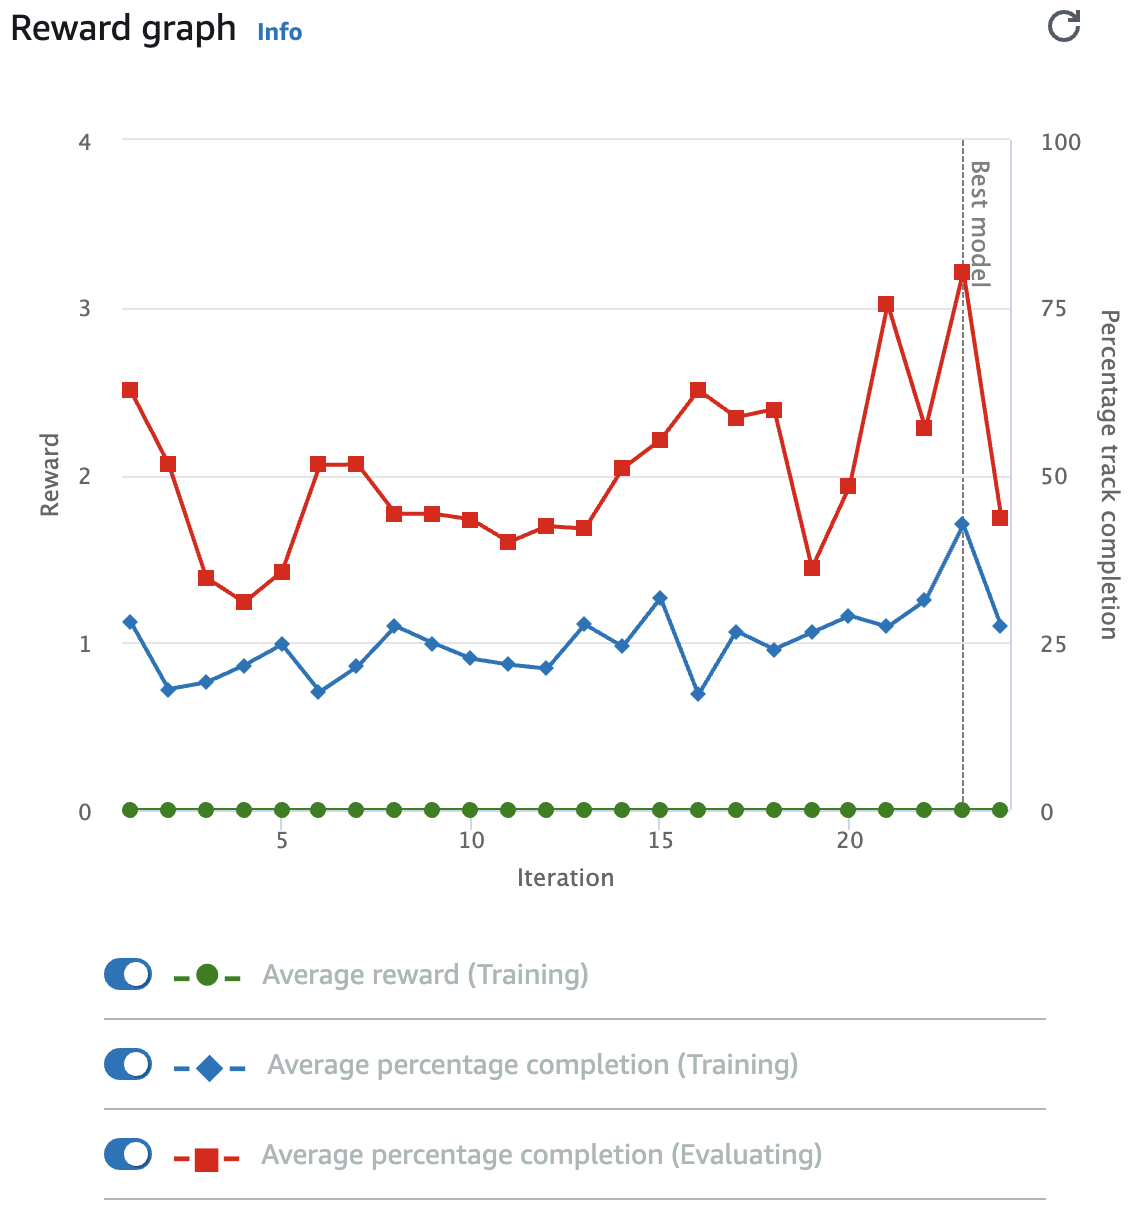 Reward graph Info
4
100
Best model
3
75
Reward
Percentage track completion
2
50
1
25
0
0
5
10
15
20
Iteration
Average reward (Training)
Average percentage completion (Training)
Average percentage completion (Evaluating)